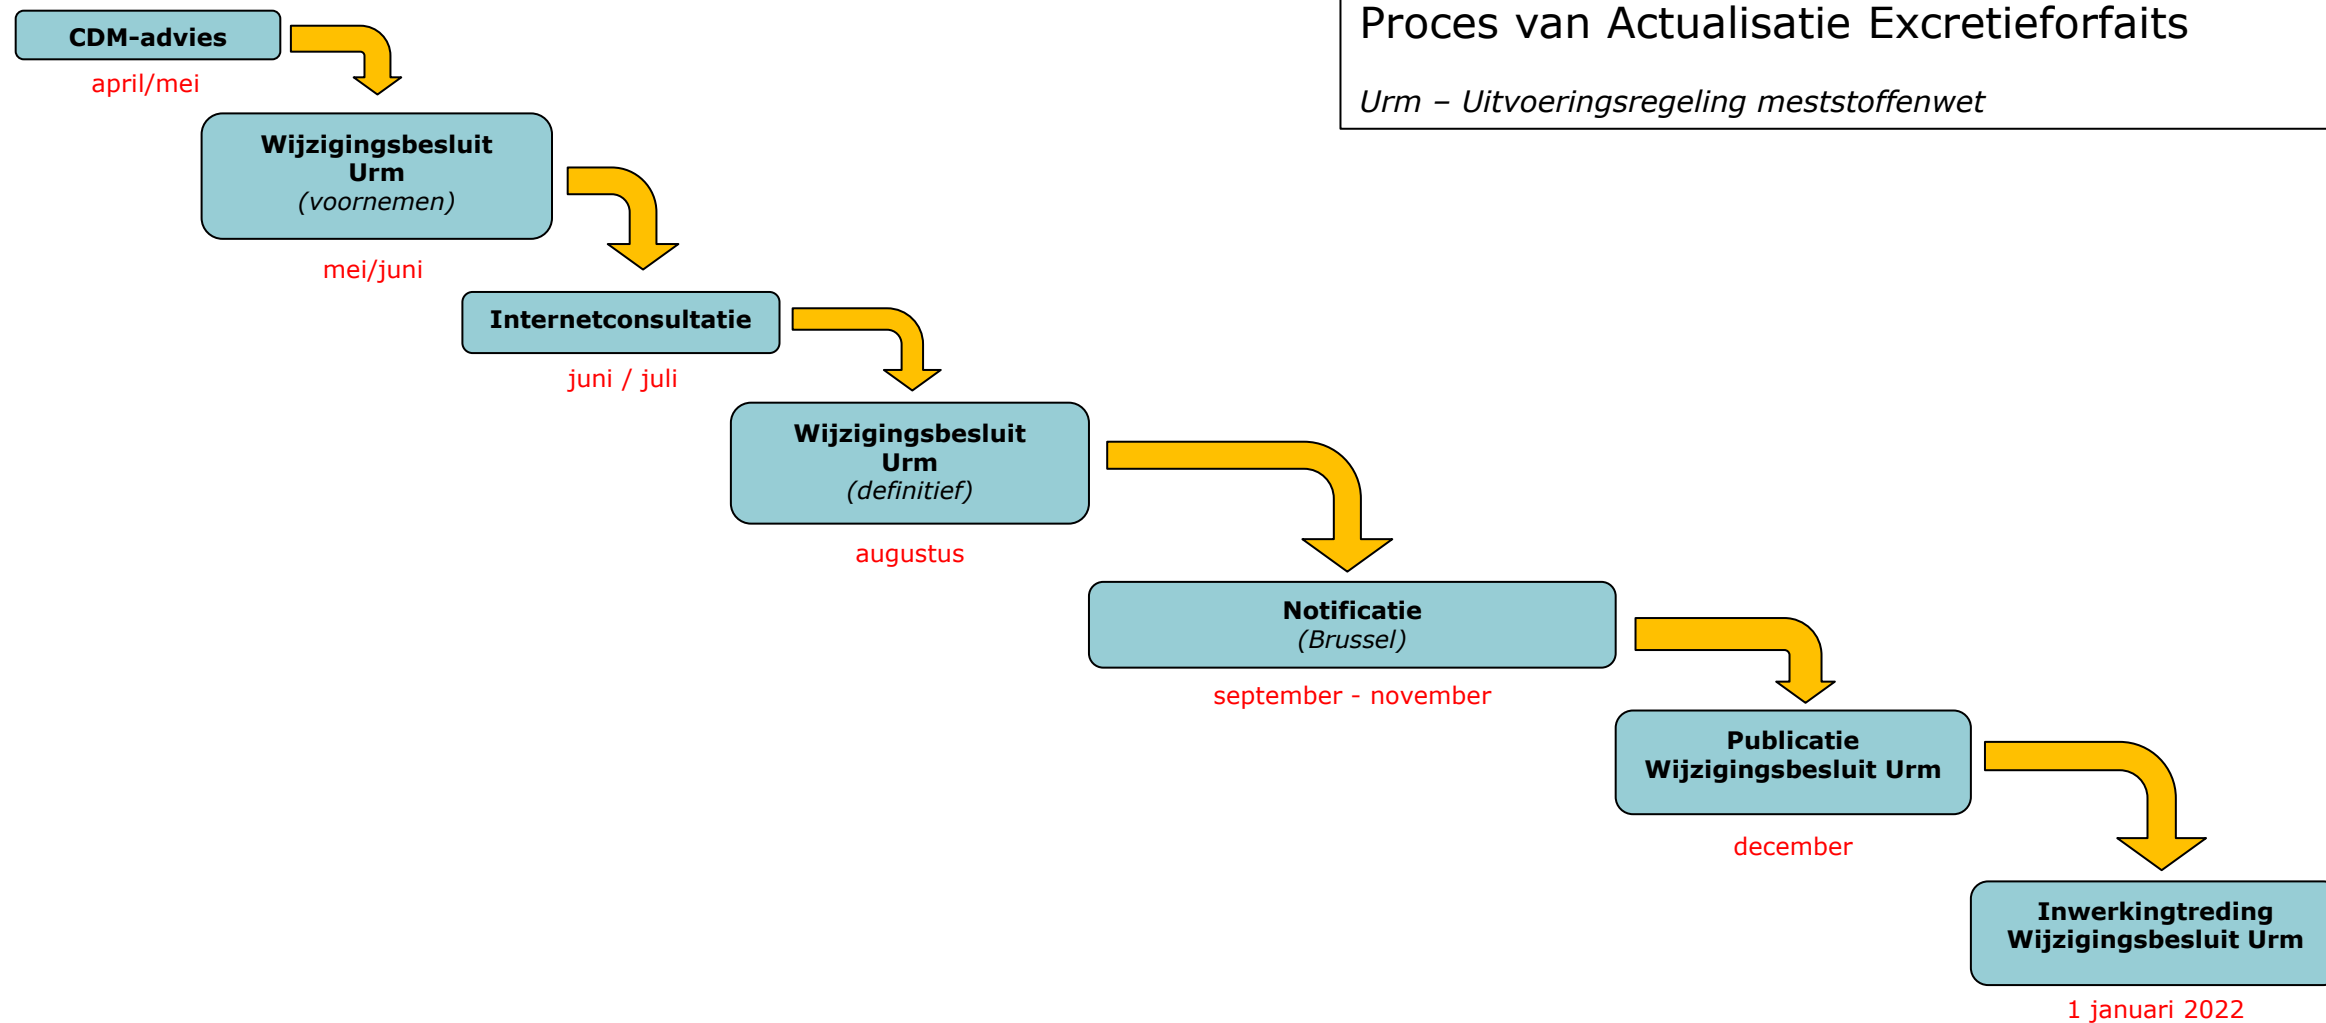 Proces van Actualisatie Excretieforfaits
Urm – Uitvoeringsregeling meststoffenwet
CDM-advies
april/mei
Wijzigingsbesluit
Urm
(voornemen)
mei/juni
Internetconsultatie
juni / juli
Wijzigingsbesluit
Urm
(definitief)
augustus
Notificatie
(Brussel)
september - november
Publicatie
Wijzigingsbesluit Urm
december
Inwerkingtreding
Wijzigingsbesluit Urm
1 januari 2022